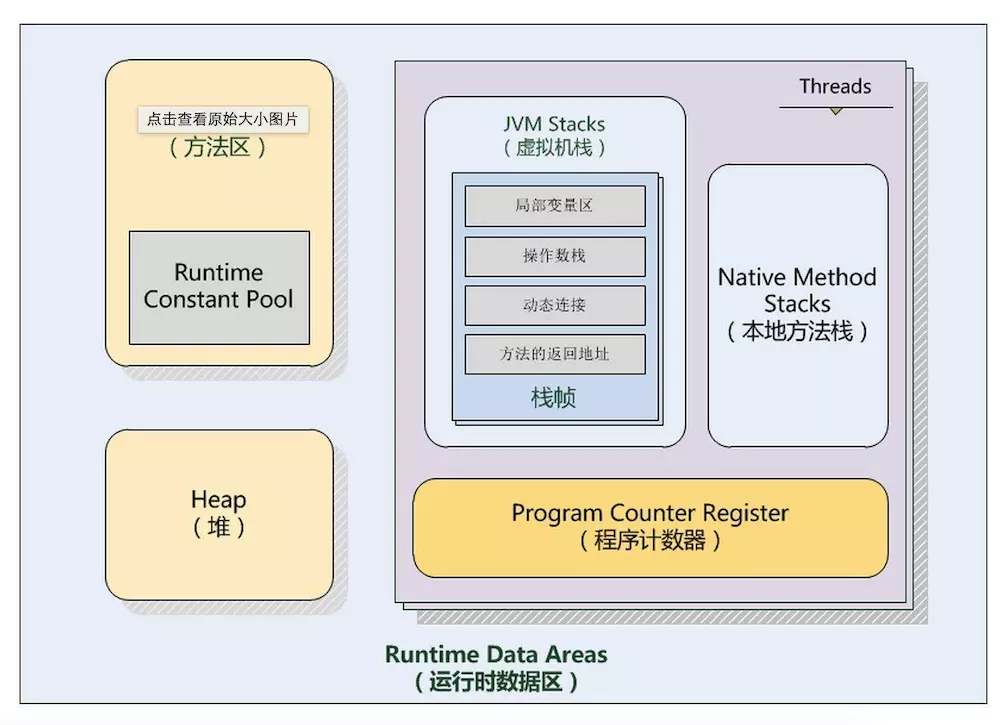 点击查看原始大小图片
（方法区）
Runtime
Constant Pool
Heap
（堆）
Threads
JVM Stacks
（虚拟机栈）
局部变量区
操作数栈
动态连接
方法的返回地址
栈帧
Native Method
Stacks
（本地方法栈）
Program Counter Register
（程序计数器）
Runtime Data Areas
（运行时数据区）